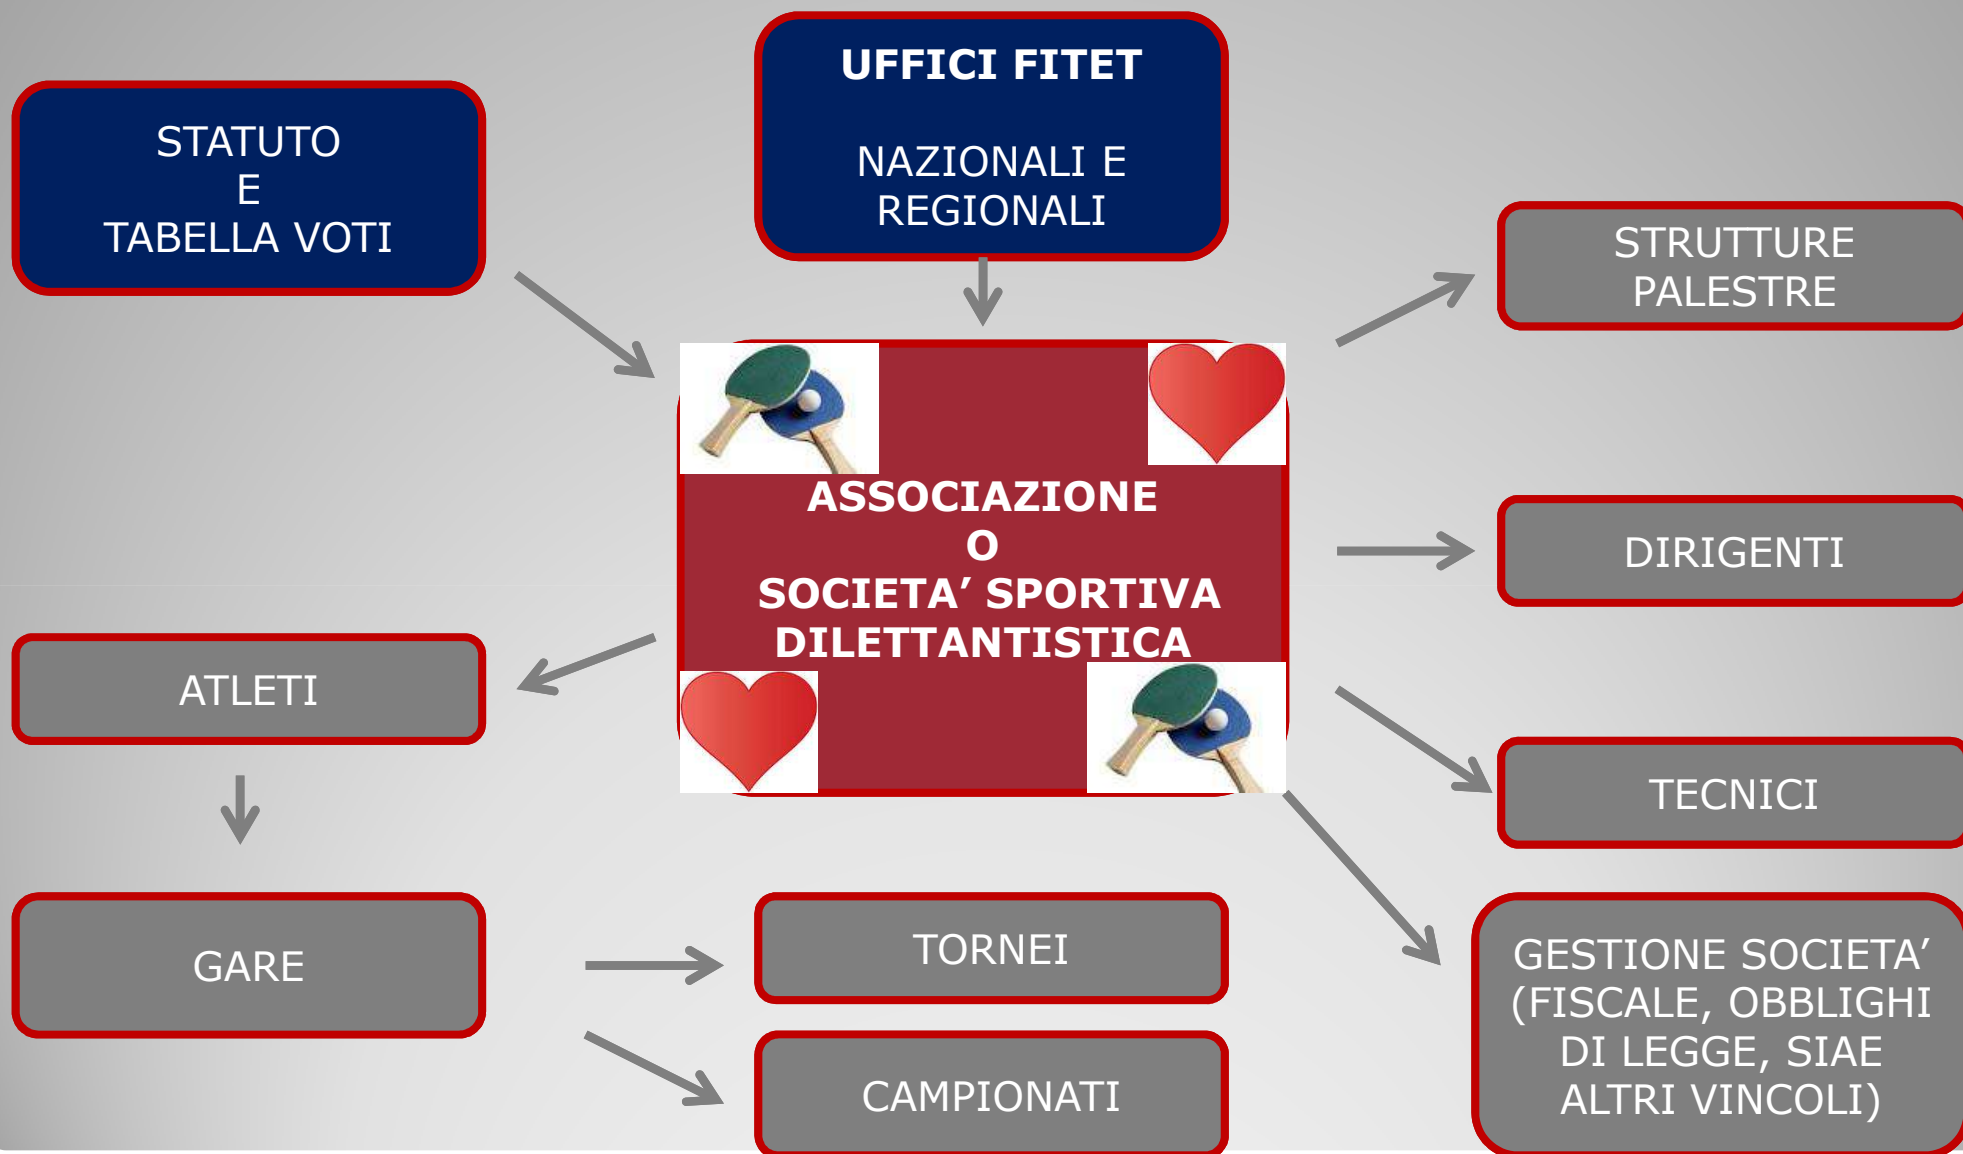 UFFICI FITET
NAZIONALI E
REGIONALI
STATUTO
E
TABELLA VOTI
STRUTTURE
PALESTRE
ASSOCIAZIONE
O
SOCIETA’ SPORTIVA
DILETTANTISTICA
DIRIGENTI
ATLETI
TECNICI
GARE
TORNEI
CAMPIONATI
GESTIONE SOCIETA’
(FISCALE, OBBLIGHI
DI LEGGE, SIAE
ALTRI VINCOLI)